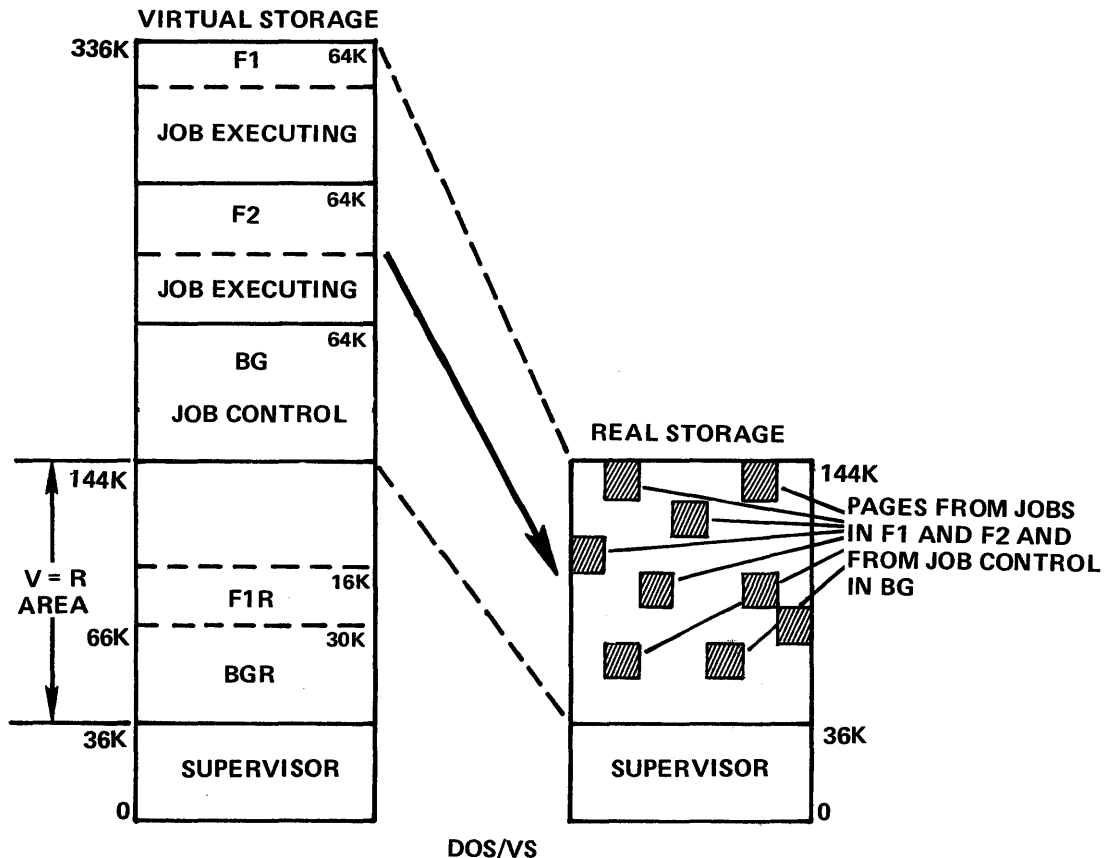 VIRTUAL STORAGE
336K
F1
64K
JOB EXECUTING
64K
F2
JOB EXECUTING
64K
BG
JOB CONTROL
144K
V = R
AREA
16K
F1R
66K
30K
BGR
36K
SUPERVISOR
0
REAL STORAGE
144K
PAGES FROM JOBS
IN F1 AND F2 AND
FROM JOB CONTROL
IN BG
36K
SUPERVISOR
0
DOS/VS